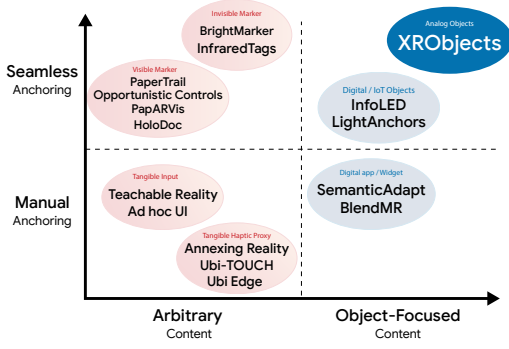 Invisible Marker
BrightMarker
InfraredTags
Analog Objects
XRObjects
Seamless
Anchoring
Visible Marker
PaperTrail
Opportunistic Controls
PapARVis
HoloDoc
Digital / IoT Objects
InfoLED
LightAnchors
Manual
Anchoring
Tangible Input
Teachable Reality
Ad hoc UI
Digital app / Widget
SemanticAdapt
BlendMR
Tangible Haptic Proxy
Annexing Reality
Ubi-TOUCH
Ubi Edge
Arbitrary
Content
Object-Focused
Content